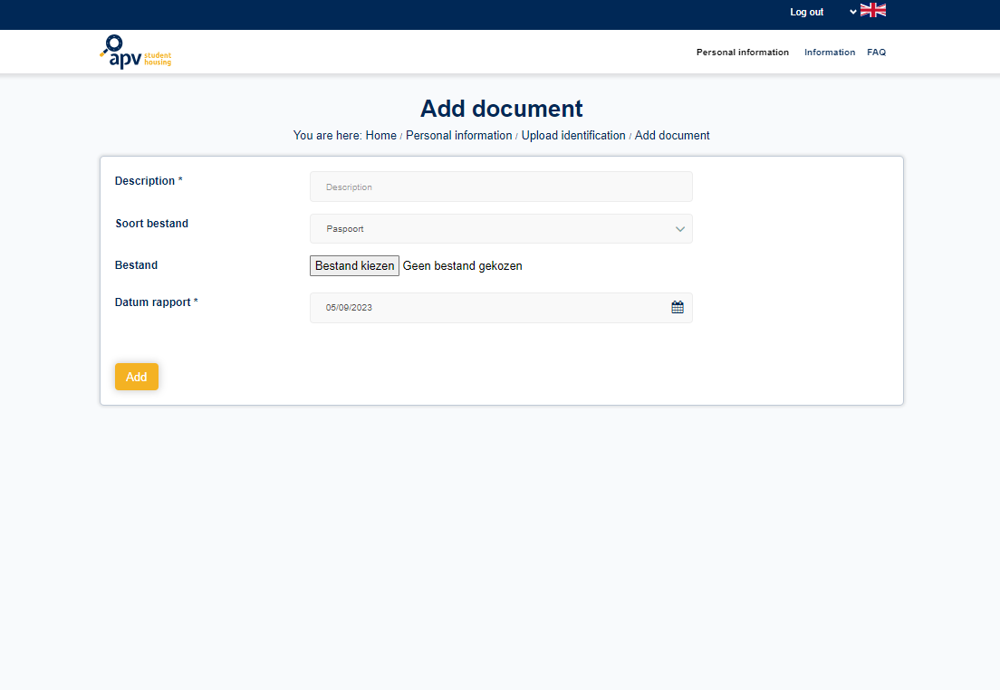 Log out
apv student housing
Personal information Information FAQ
Add document
You are here: Home / Personal information / Upload identification / Add document
Description *
Description
Soort bestand
Paspoort
Bestand
Bestand kiezen Geen bestand gekozen
Datum rapport *
05/09/2023
Add